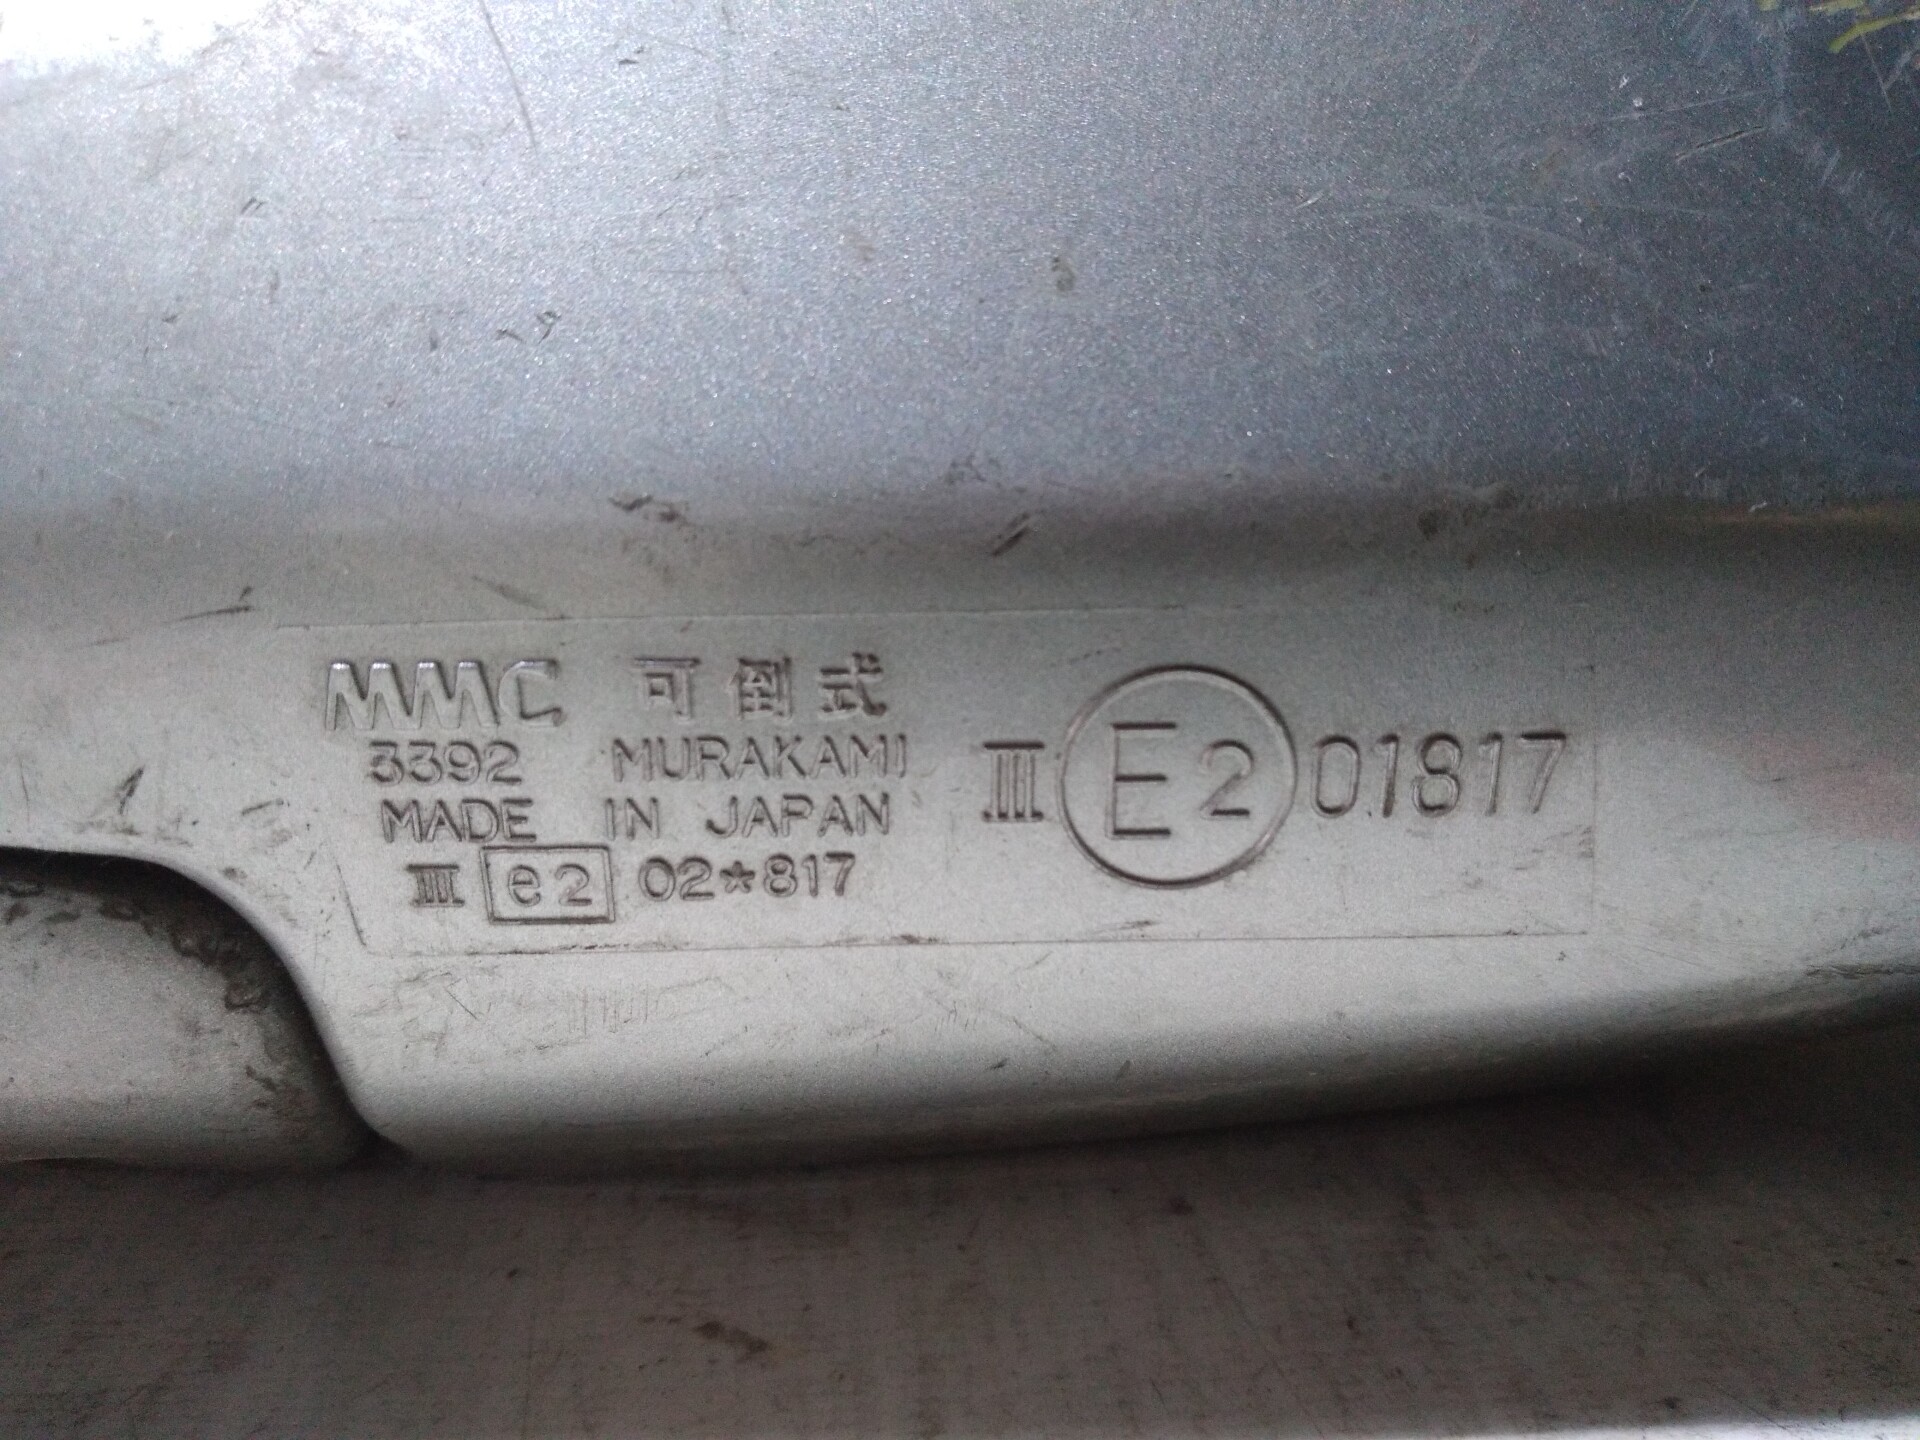 MMC 可倒式
3392 MURAKAMI
MADE IN JAPAN
III e2 02*817
III E2 01817